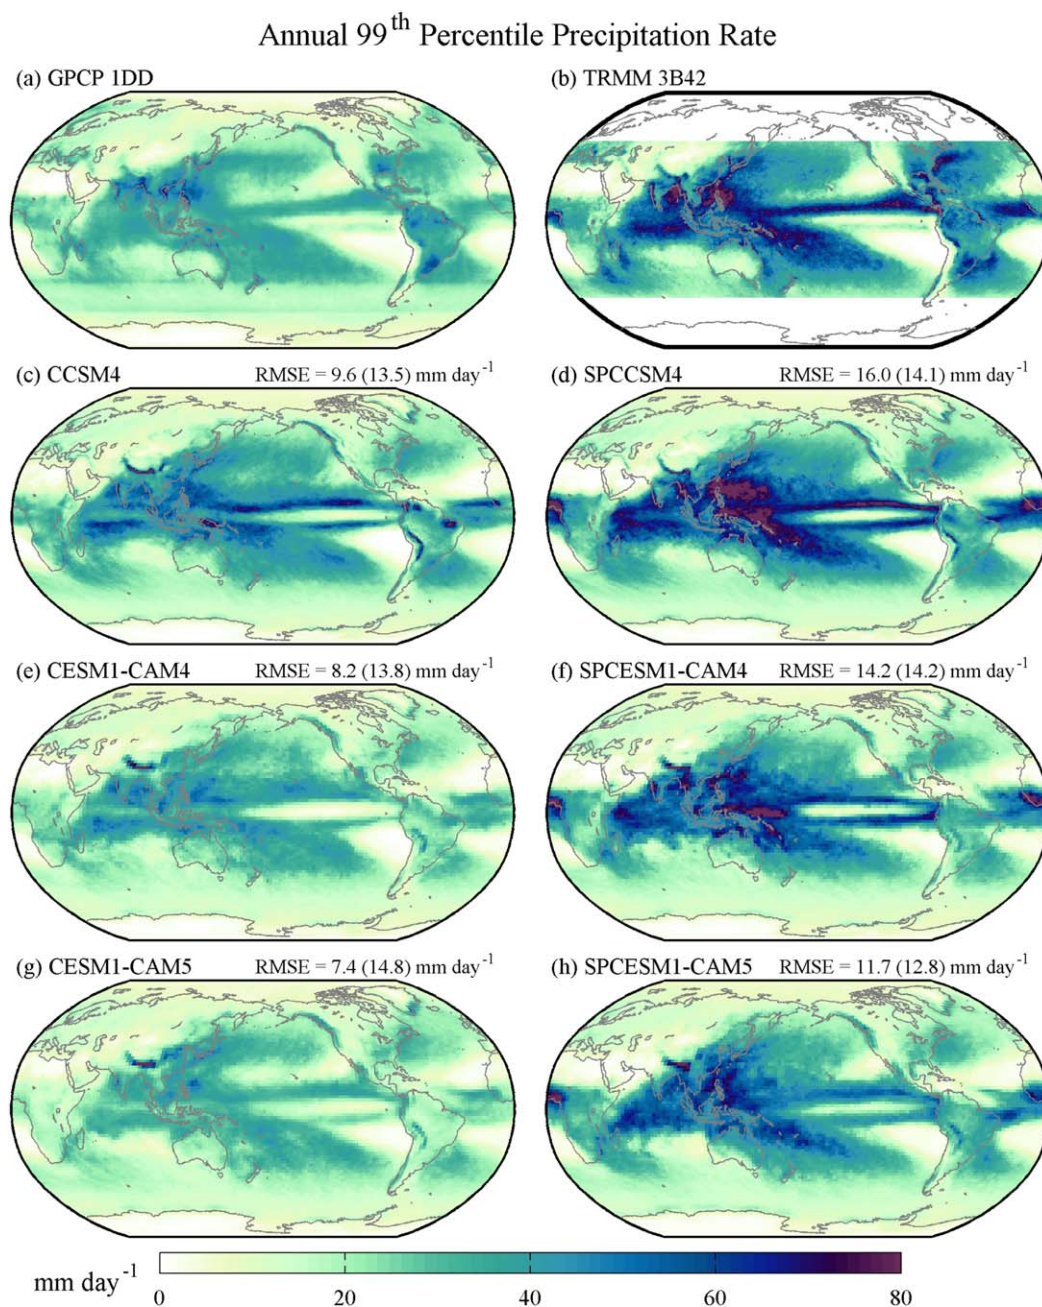 Annual 99th Percentile Precipitation Rate
(a) GPCP 1DD
(b) TRMM 3B42
(c) CCSM4 RMSE = 9.6 (13.5) mm day-1
(d) SPCCSM4 RMSE = 16.0 (14.1) mm day-1
(e) CESM1-CAM4 RMSE = 8.2 (13.8) mm day-1
(f) SPCESM1-CAM4 RMSE = 14.2 (14.2) mm day-1
(g) CESM1-CAM5 RMSE = 7.4 (14.8) mm day-1
(h) SPCESM1-CAM5 RMSE = 11.7 (12.8) mm day-1
mm day-1
0 20 40 60 80